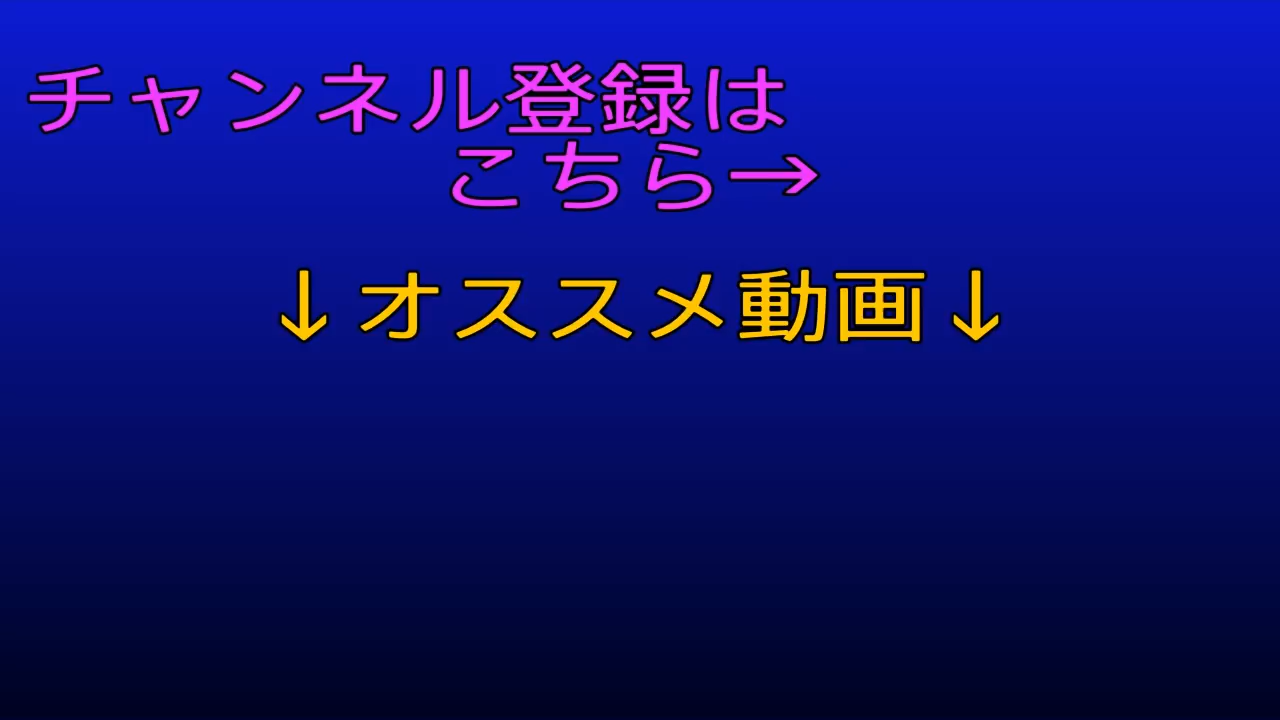 チャンネル登録は
こちら→
↓オススメ動画↓